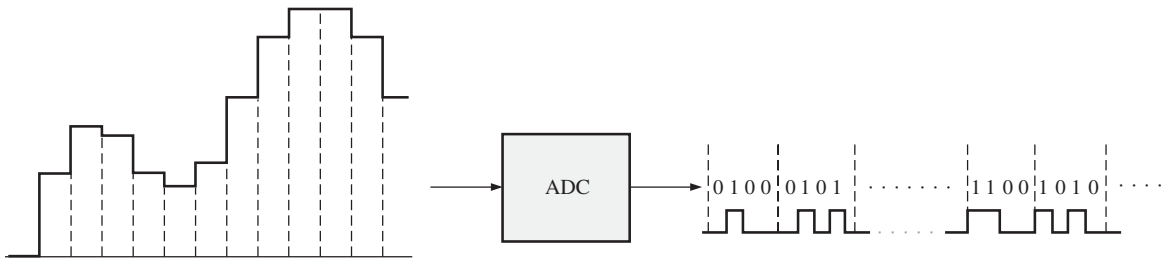 ADC
0 1 0 0 0 1 0 1 . . . . . . . 1 1 0 0 1 0 1 0 . . . .